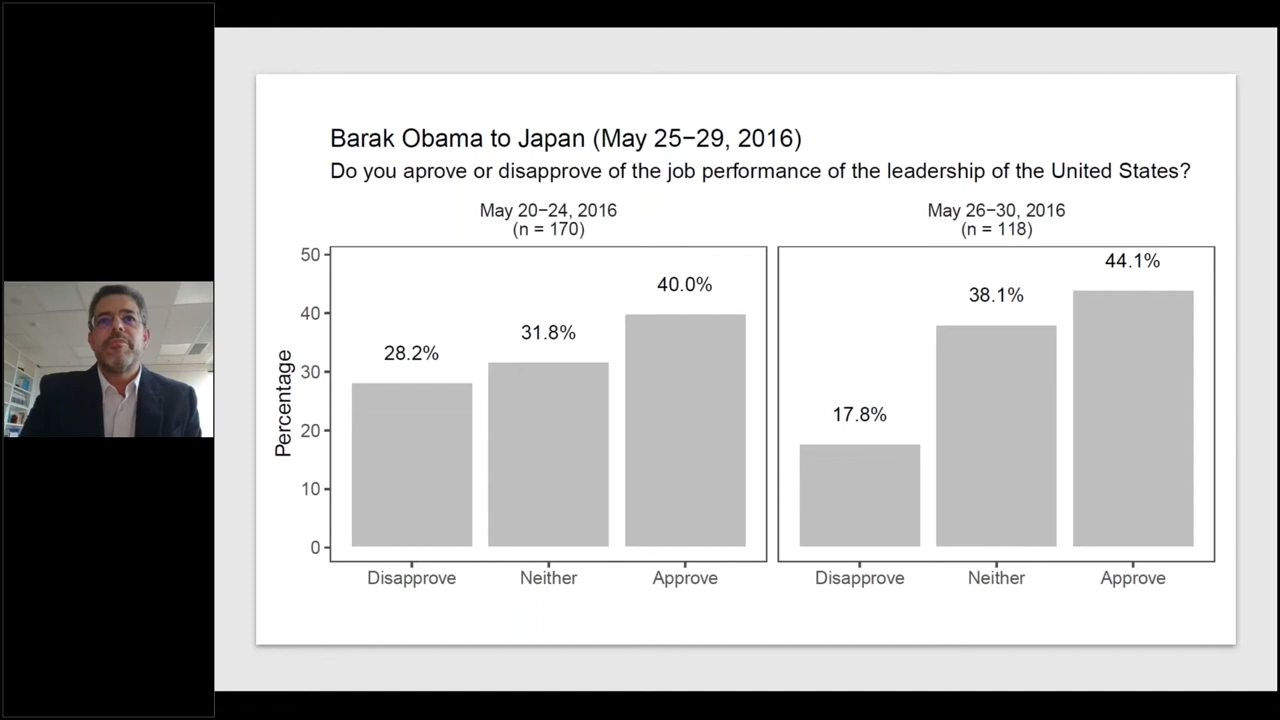 Barak Obama to Japan (May 25−29, 2016)
Do you aprove or disapprove of the job performance of the leadership of the United States?
May 20−24, 2016
(n = 170)
May 26−30, 2016
(n = 118)
Percentage
50
40
30
20
10
0
28.2%
31.8%
40.0%
17.8%
38.1%
44.1%
Disapprove
Neither
Approve
Disapprove
Neither
Approve